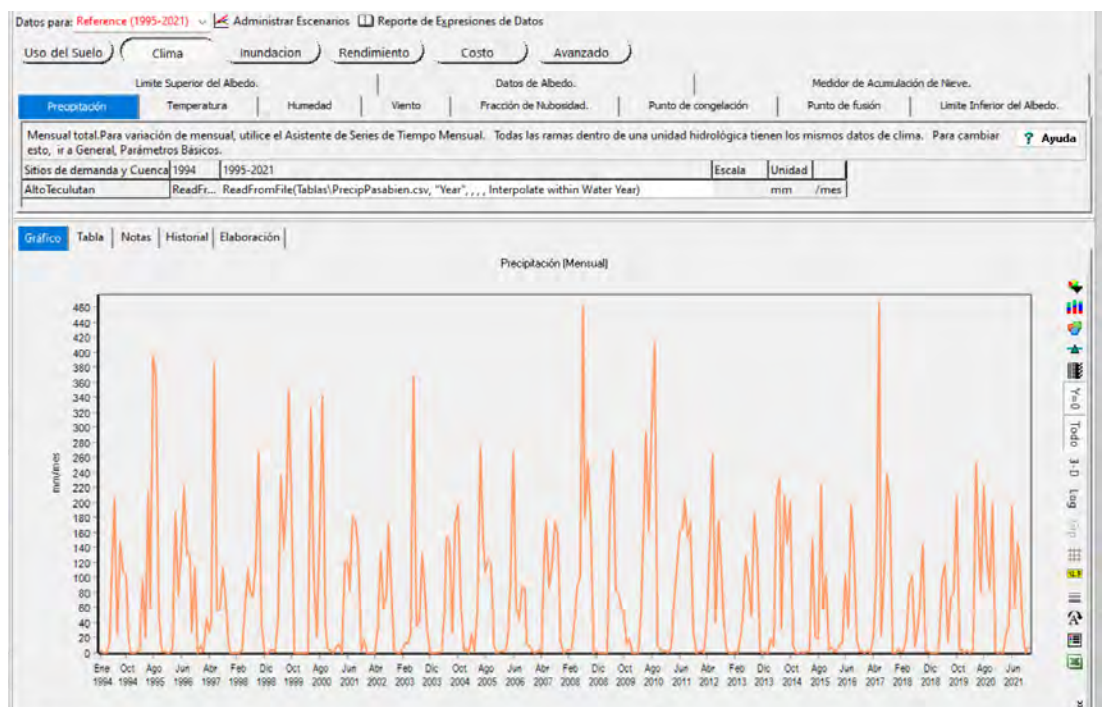 Datos para: Reference (1995-2021) Administrar Escenarios Reporte de Expresiones de Datos
Uso del Suelo Clima Inundacion Rendimiento Costo Avanzado
Limite Superior del Albedo. Datos de Albedo. Medidor de Acumulación de Nieve.
Precipitación Temperatura Humedad Viento Fracción de Nubosidad. Punto de congelación Punto de fusión Limite Inferior del Albedo.
Mensual total.Para variación de mensual, utilice el Asistente de Series de Tiempo Mensual. Todas las ramas dentro de una unidad hidrológica tienen los mismos datos de clima. Para cambiar ? Ayuda
esto, ir a General, Parámetros Básicos.
Sitios de demanda y Cuenca 1994 1995-2021 Escala Unidad
AltoTeculutan ReadFr... ReadFromFile(Tablas\PrecipPasabien.csv, "Year", , , , Interpolate within Water Year) mm /mes
Gráfico Tabla Notas Historial Elaboración
Precipitación (Mensual)
460
440
420
400
380
360
340
320
300
280
260
240
220
200
180
160
140
120
100
80
60
40
20
0
mm/mes
Ene Oct Ago Jun Abr Feb Dic Oct Ago Jun Abr Feb Dic Oct Ago Jun Abr Feb Dic Oct Ago Jun Abr Feb Dic Oct Ago Jun Abr Feb Dic Oct Ago Jun
1994 1994 1995 1996 1997 1998 1998 1999 2000 2001 2002 2003 2003 2004 2005 2006 2007 2008 2008 2009 2010 2011 2012 2013 2013 2014 2015 2016 2017 2018 2018 2019 2020 2021
Y=0
Todo
3-D
Log